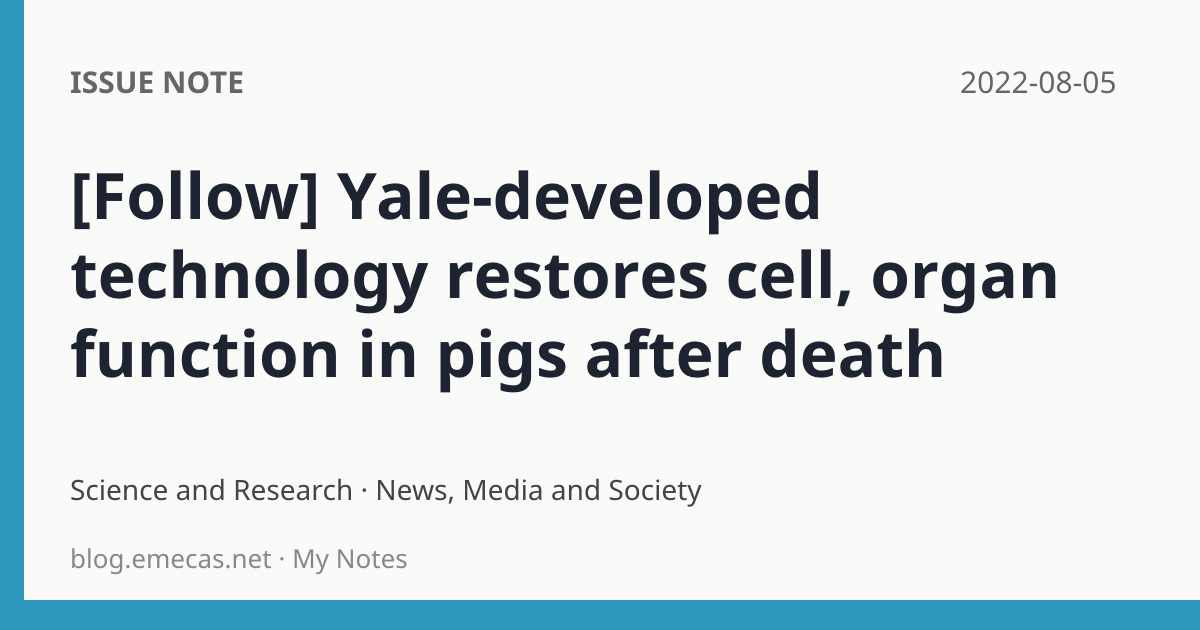 ISSUE NOTE
2022-08-05
[Follow] Yale-developed
technology restores cell, organ
function in pigs after death
Science and Research · News, Media and Society
blog.emecas.net · My Notes